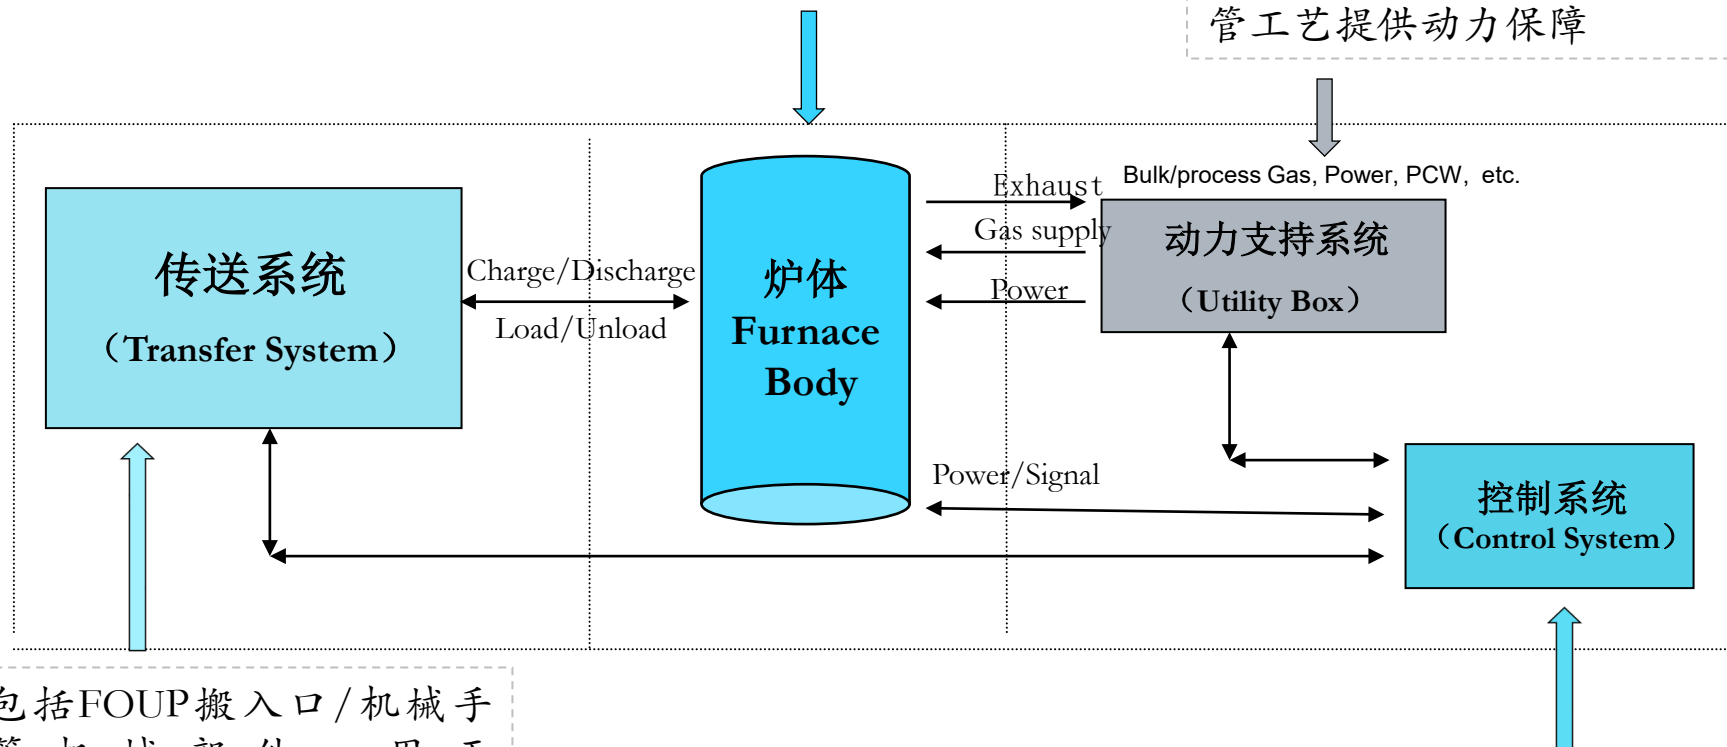 管工艺提供动力保障
Bulk/process Gas, Power, PCW, etc.
Exhaust
Gas supply
Power
动力支持系统
（Utility Box）
传送系统
（Transfer System）
Charge/Discharge
Load/Unload
炉体
Furnace
Body
Power/Signal
控制系统
（Control System）
包括FOUP搬入口/机械手